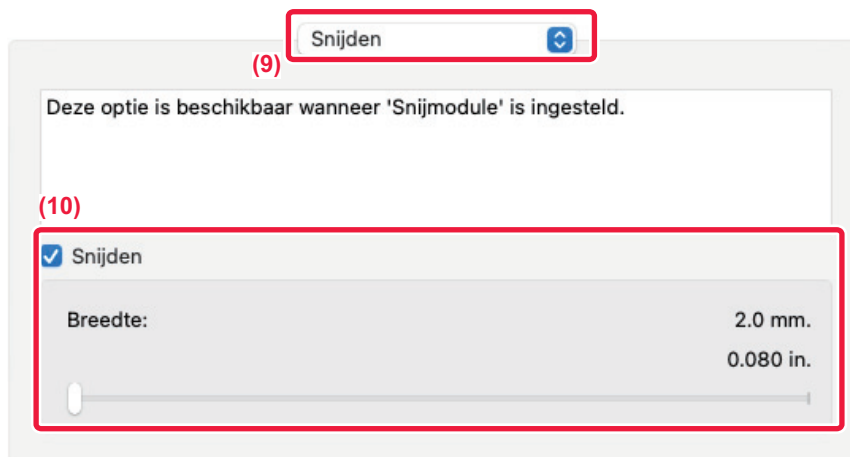 Snijden
(9)
Deze optie is beschikbaar wanneer 'Snijmodule' is ingesteld.
(10)
Snijden
Breedte: 2.0 mm.
0.080 in.